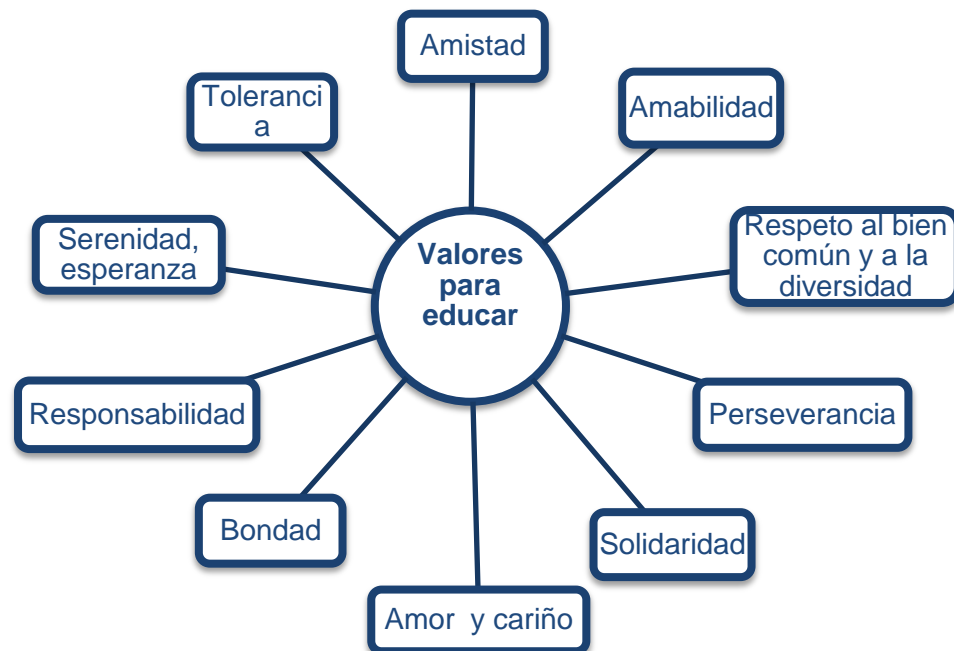 Amistad
Amabilidad
Respeto al bien
común y a la
diversidad
Perseverancia
Solidaridad
Amor y cariño
Bondad
Responsabilidad
Serenidad,
esperanza
Toleranci
a
Valores
para
educar